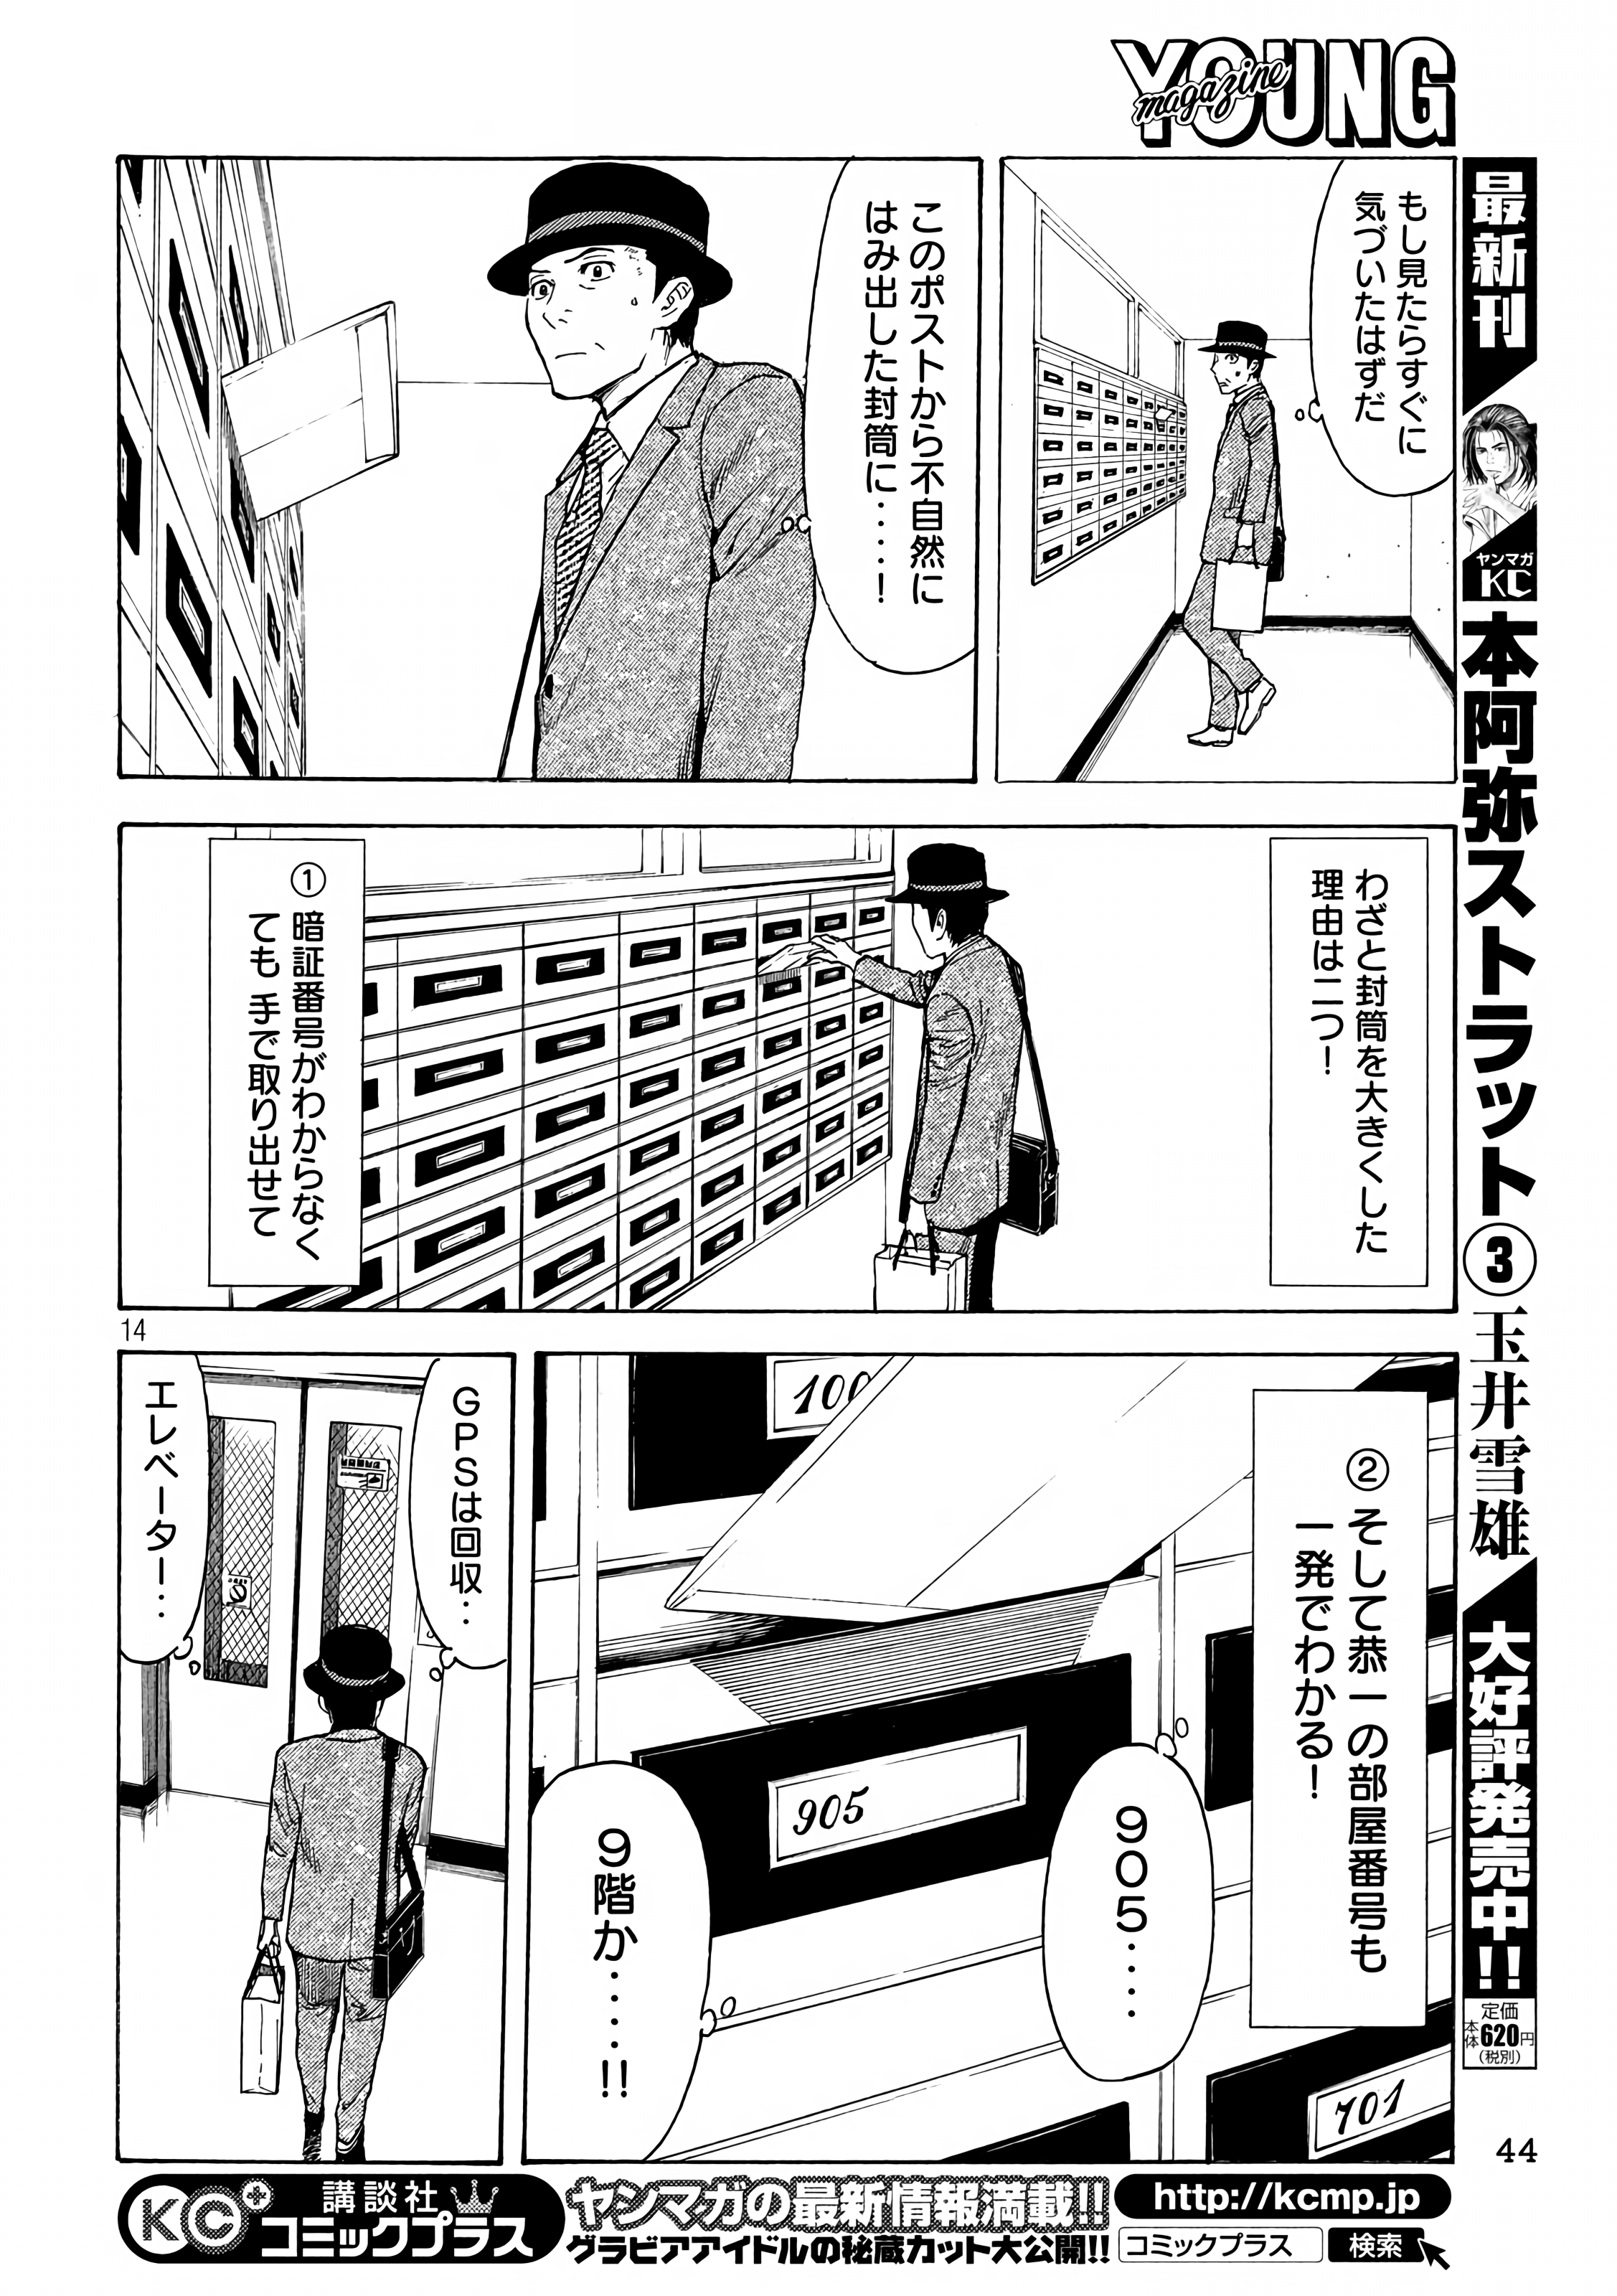 YOUNG
magazine
もし見たらすぐに
気づいたはずだ
このポストから不自然に
はみ出した封筒に……！
わざと封筒を大きくした
理由は二つ！
① 暗証番号がわからなく
ても 手で取り出せて
② そして恭一の部屋番号も
一発でわかる！
100
905
701
905……
9階か……!!
GPSは回収‥
エレベーター！‥
14
最新刊
ヤンマガ
KC
本阿弥ストラット③
玉井雪雄
大好評発売中!!
定価
本体620円
(税別)
44
KC+
講談社
コミックプラス
ヤンマガの最新情報満載!!
グラビアアイドルの秘蔵カット大公開!!
http://kcmp.jp
コミックプラス
検索